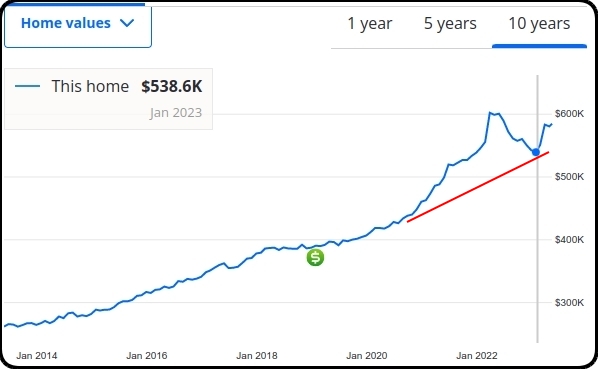 Home values
1 year
5 years
10 years
This home $538.6K
Jan 2023
$600K
$500K
$400K
$
$300K
Jan 2014
Jan 2016
Jan 2018
Jan 2020
Jan 2022